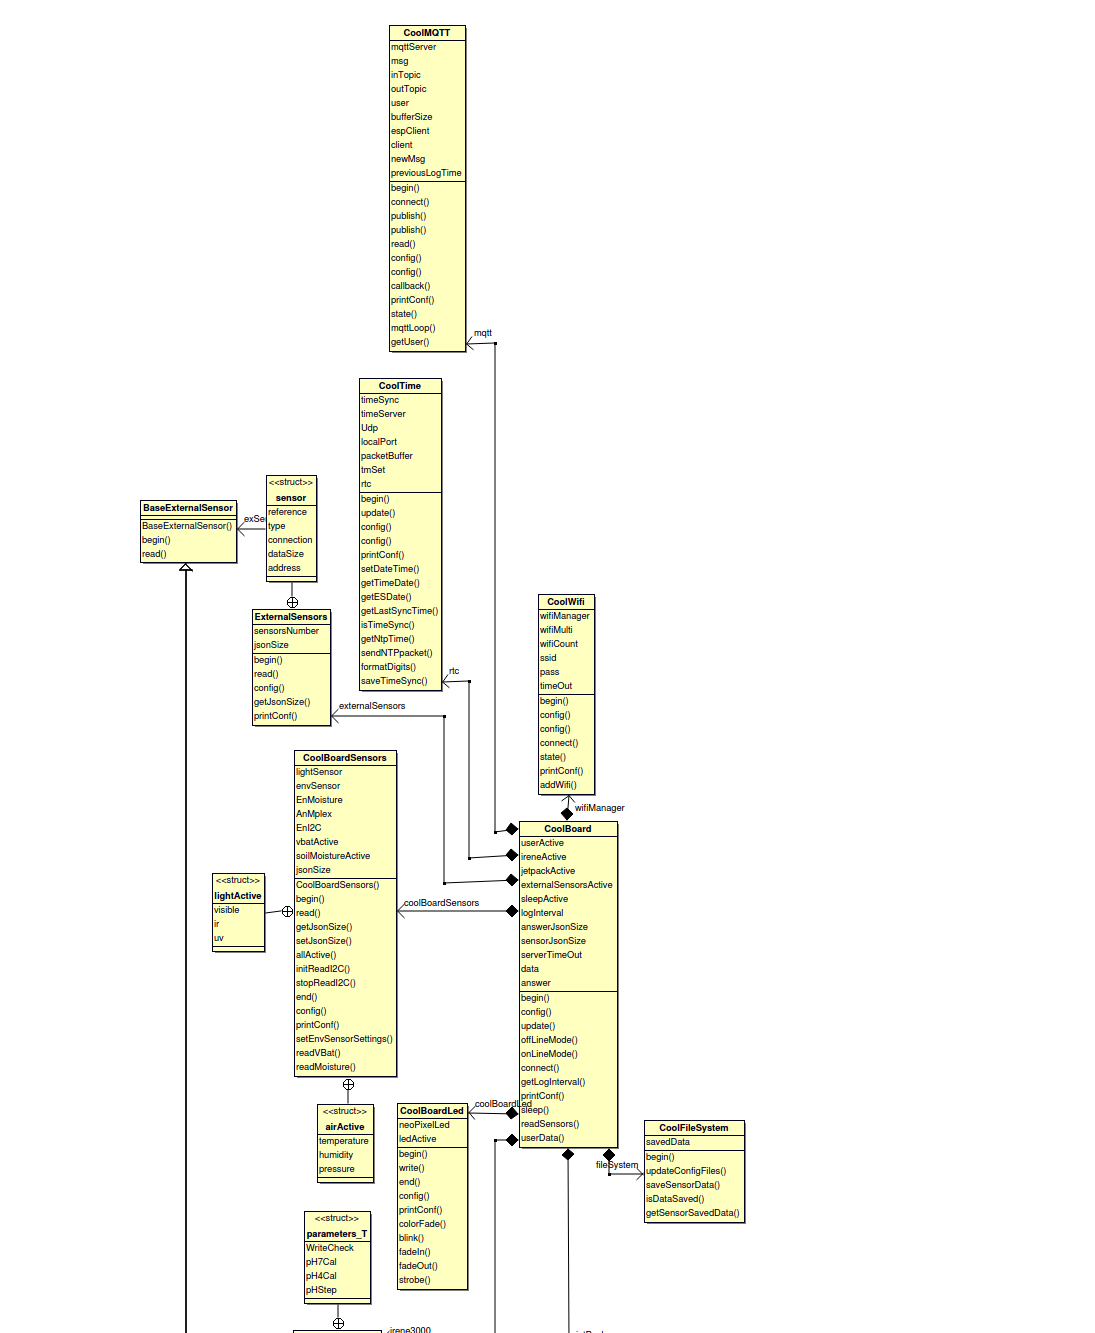 CoolMQTT
mqttServer
msg
inTopic
outTopic
user
bufferSize
espClient
client
newMsg
previousLogTime
begin()
connect()
publish()
publish()
read()
config()
config()
callback()
printConf()
state()
mqttLoop()
getUser()
mqtt
CoolTime
timeSync
timeServer
Udp
localPort
packetBuffer
tmSet
rtc
begin()
update()
config()
config()
printConf()
setDateTime()
getTimeDate()
getESDate()
getLastSyncTime()
isTimeSync()
getNtpTime()
sendNTPpacket()
formatDigits()
saveTimeSync()
rtc
<<struct>>
sensor
reference
type
connection
dataSize
address
BaseExternalSensor
BaseExternalSensor()
begin()
read()
exSe
ExternalSensors
sensorsNumber
jsonSize
begin()
read()
config()
getJsonSize()
printConf()
externalSensors
CoolWifi
wifiManager
wifiMulti
wifiCount
ssid
pass
timeOut
begin()
config()
config()
connect()
state()
printConf()
addWifi()
wifiManager
CoolBoardSensors
lightSensor
envSensor
EnMoisture
AnMplex
EnI2C
vbatActive
soilMoistureActive
jsonSize
CoolBoardSensors()
begin()
read()
getJsonSize()
setJsonSize()
allActive()
initReadI2C()
stopReadI2C()
end()
config()
printConf()
setEnvSensorSettings()
readVBat()
readMoisture()
<<struct>>
lightActive
visible
ir
uv
coolBoardSensors
CoolBoard
userActive
ireneActive
jetpackActive
externalSensorsActive
sleepActive
logInterval
answerJsonSize
sensorJsonSize
serverTimeOut
data
answer
begin()
config()
update()
offLineMode()
onLineMode()
connect()
getLogInterval()
printConf()
sleep()
readSensors()
userData()
<<struct>>
airActive
temperature
humidity
pressure
coolBoardLed
CoolBoardLed
neoPixelLed
ledActive
begin()
write()
end()
config()
printConf()
colorFade()
blink()
fadeIn()
fadeOut()
strobe()
fileSystem
CoolFileSystem
savedData
begin()
updateConfigFiles()
saveSensorData()
isDataSaved()
getSensorSavedData()
<<struct>>
parameters_T
WriteCheck
pH7Cal
pH4Cal
pHStep
irene3000